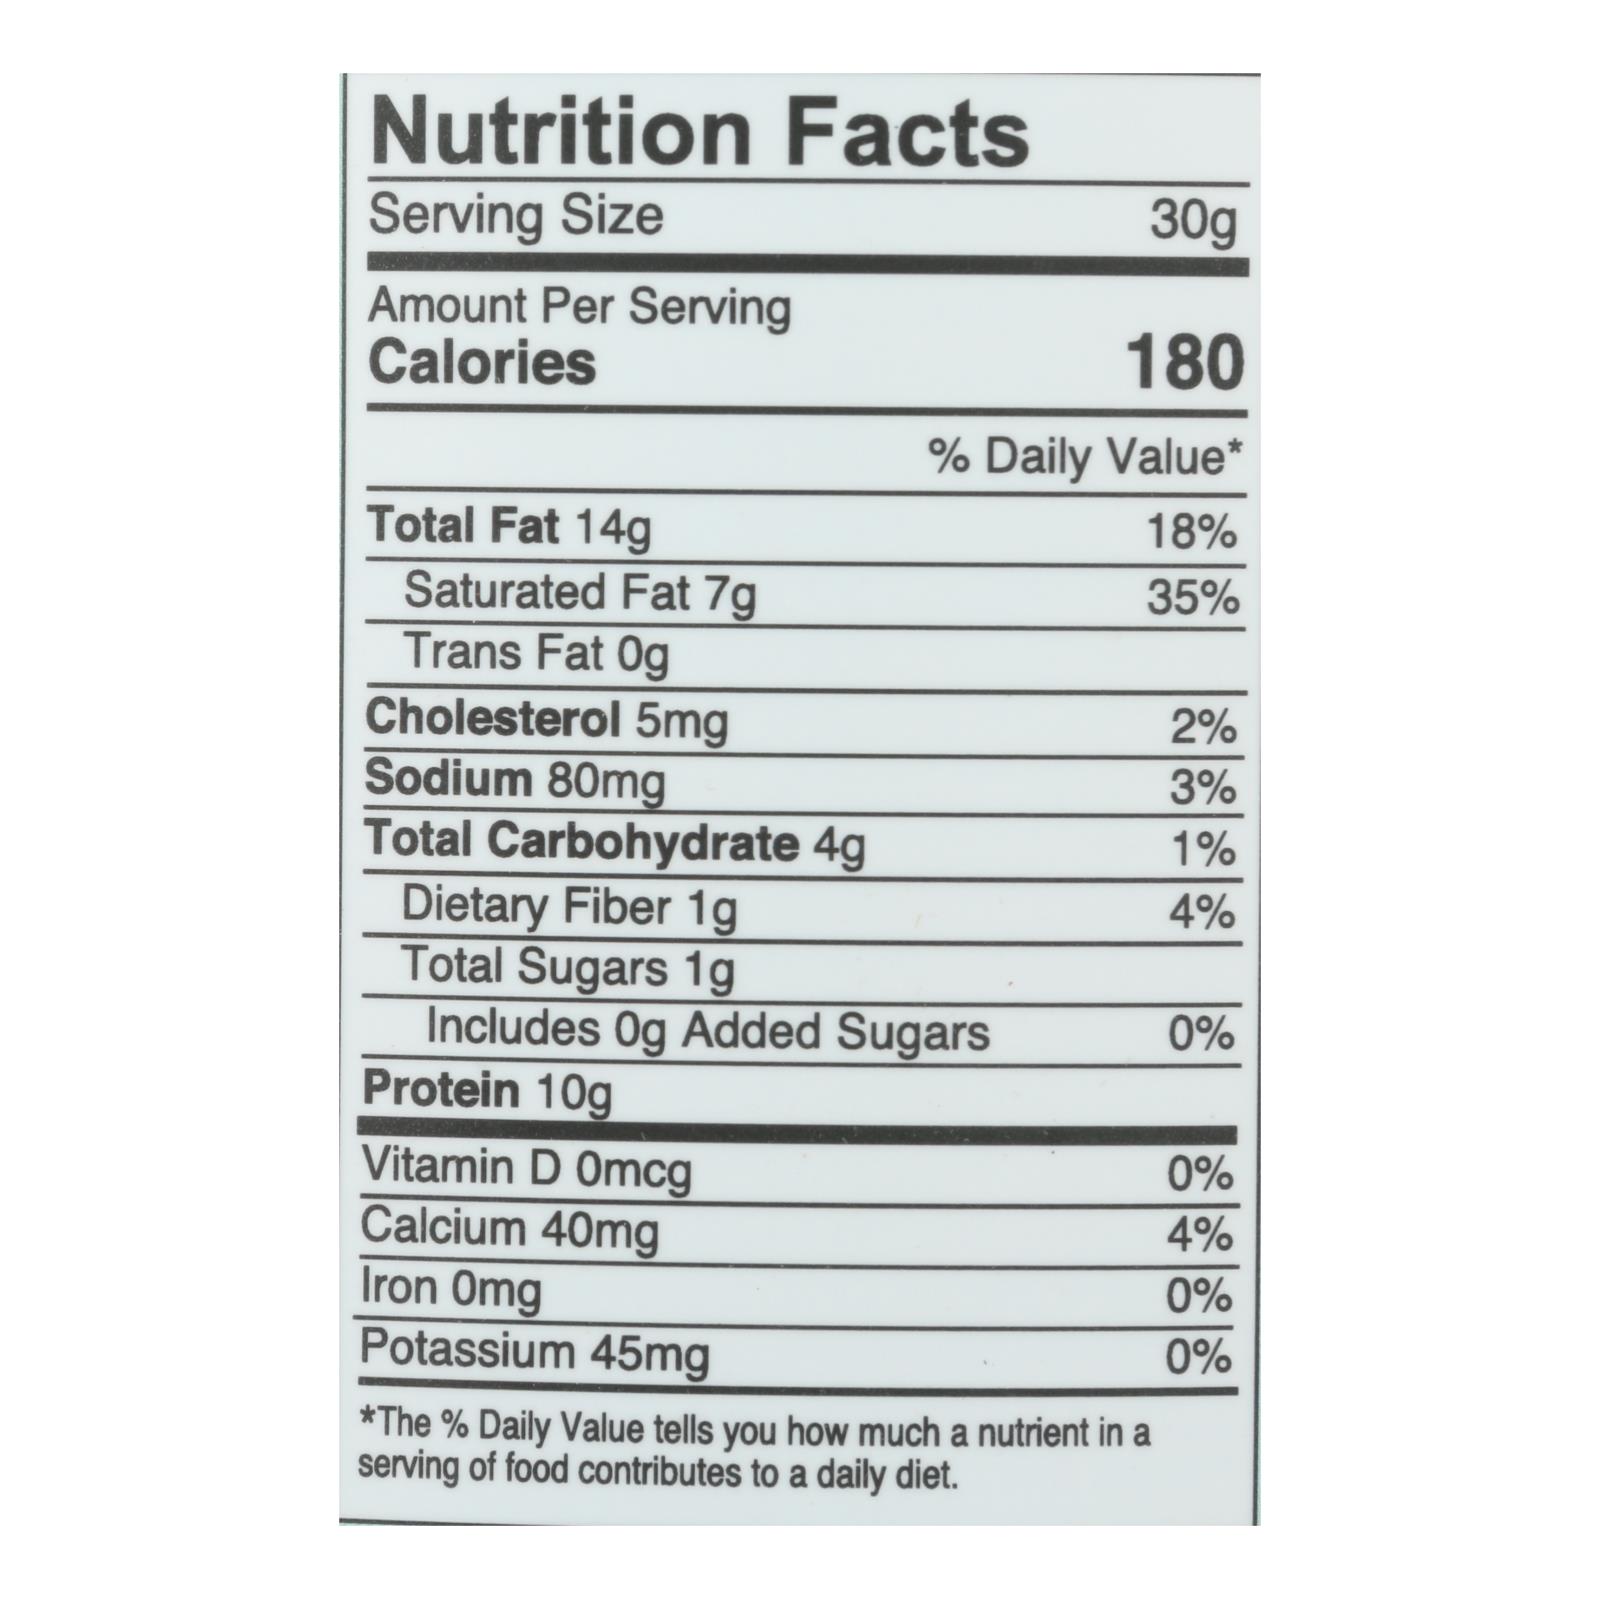 Nutrition Facts
Serving Size 30g
Amount Per Serving
Calories 180
% Daily Value*
Total Fat 14g 18%
Saturated Fat 7g 35%
Trans Fat 0g
Cholesterol 5mg 2%
Sodium 80mg 3%
Total Carbohydrate 4g 1%
Dietary Fiber 1g 4%
Total Sugars 1g
Includes 0g Added Sugars 0%
Protein 10g
Vitamin D 0mcg 0%
Calcium 40mg 4%
Iron 0mg 0%
Potassium 45mg 0%
*The % Daily Value tells you how much a nutrient in a
serving of food contributes to a daily diet.